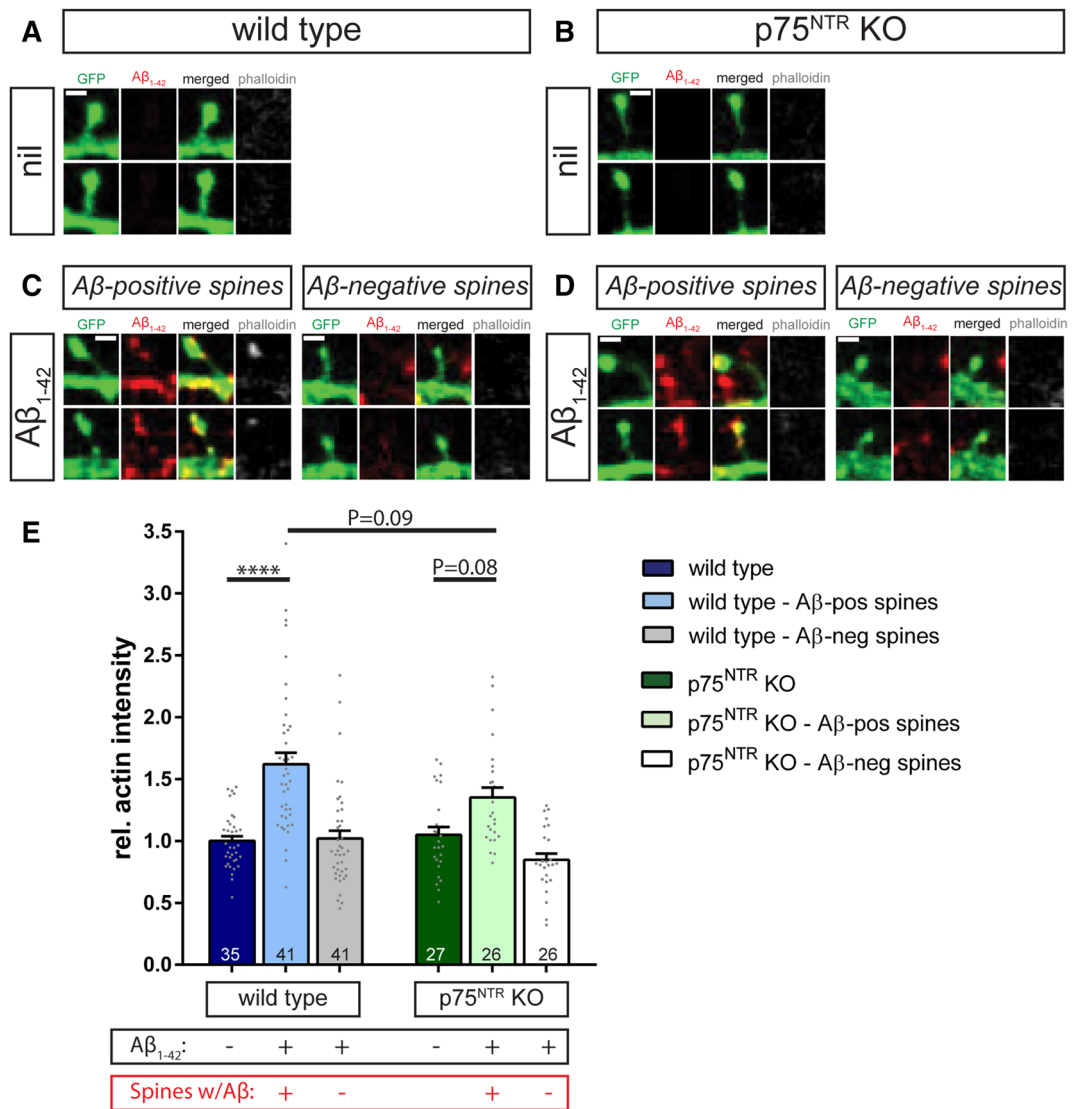 A
wild type
B
p75NTR KO
GFP Aβ1-42 merged phalloidin
GFP Aβ1-42 merged phalloidin
nil
nil
C
Aβ-positive spines
Aβ-negative spines
D
Aβ-positive spines
Aβ-negative spines
GFP Aβ1-42 merged phalloidin
GFP Aβ1-42 merged phalloidin
GFP Aβ1-42 merged phalloidin
GFP Aβ1-42 merged phalloidin
Aβ1-42
Aβ1-42
E
P=0.09
****
P=0.08
rel. actin intensity
3.5
3.0
2.5
2.0
1.5
1.0
0.5
0.0
35 41 41 27 26 26
wild type
p75NTR KO
Aβ1-42: - + + - + +
Spines w/Aβ: + - + -
wild type
wild type - Aβ-pos spines
wild type - Aβ-neg spines
p75NTR KO
p75NTR KO - Aβ-pos spines
p75NTR KO - Aβ-neg spines